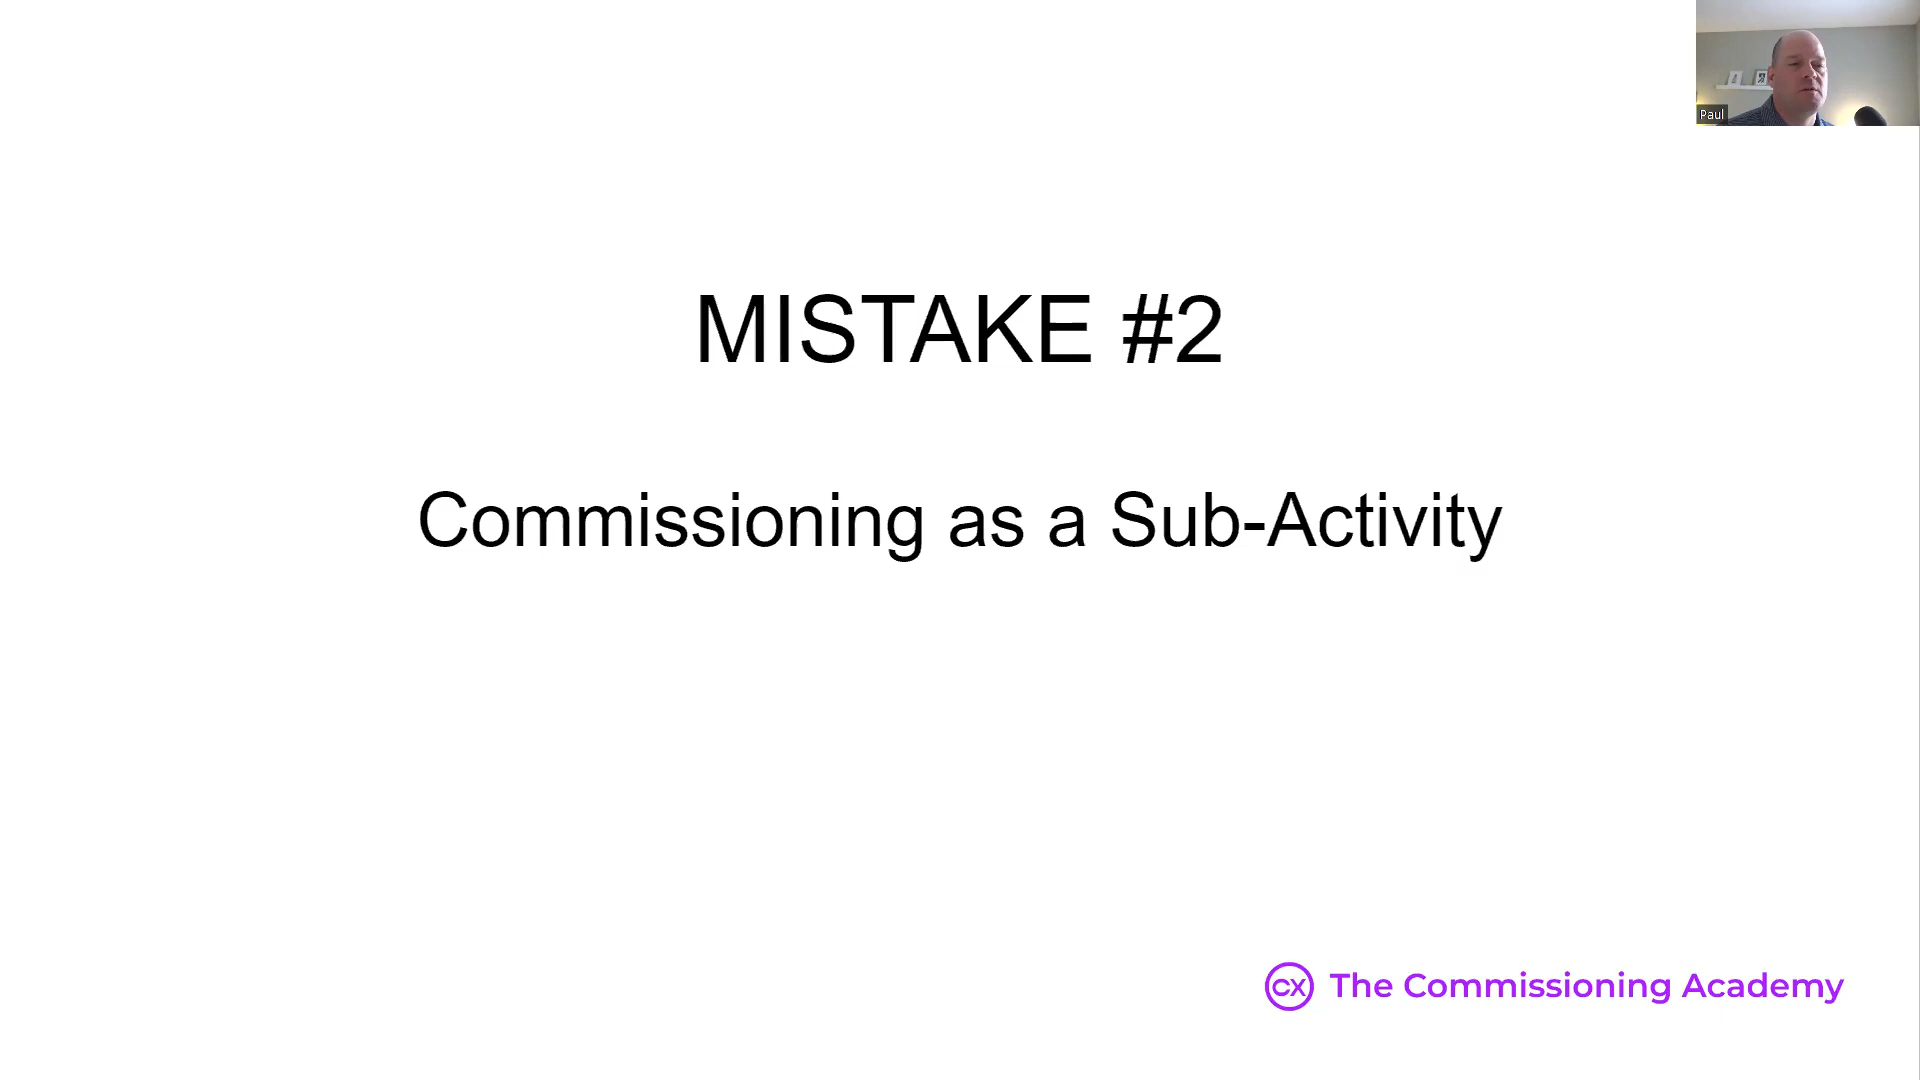 Paul
MISTAKE #2
Commissioning as a Sub-Activity
CX The Commissioning Academy